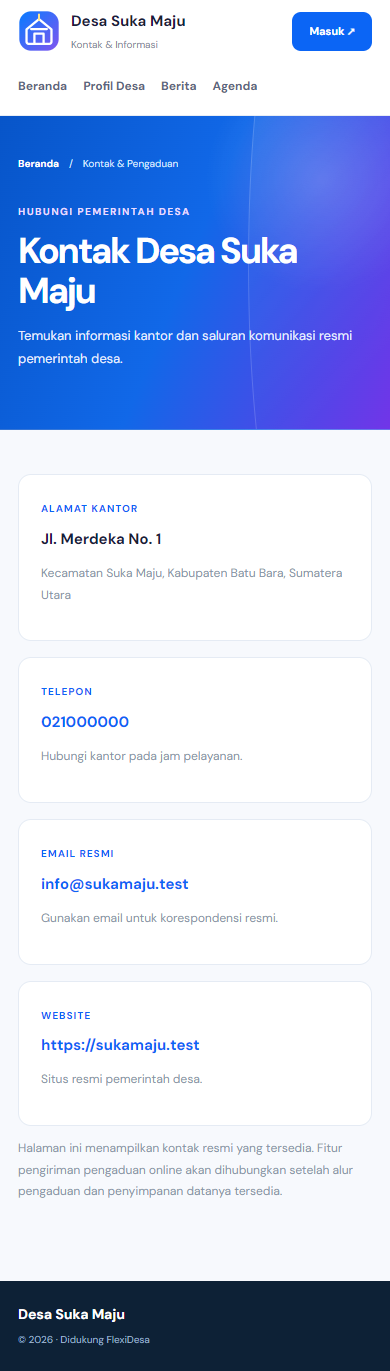 Desa Suka Maju
Kontak & Informasi
Masuk ↗
Beranda Profil Desa Berita Agenda
Beranda / Kontak & Pengaduan
HUBUNGI PEMERINTAH DESA
Kontak Desa Suka
Maju
Temukan informasi kantor dan saluran komunikasi resmi
pemerintah desa.
ALAMAT KANTOR
Jl. Merdeka No. 1
Kecamatan Suka Maju, Kabupaten Batu Bara, Sumatera
Utara
TELEPON
021000000
Hubungi kantor pada jam pelayanan.
EMAIL RESMI
info@sukamaju.test
Gunakan email untuk korespondensi resmi.
WEBSITE
https://sukamaju.test
Situs resmi pemerintah desa.
Halaman ini menampilkan kontak resmi yang tersedia. Fitur
pengiriman pengaduan online akan dihubungkan setelah alur
pengaduan dan penyimpanan datanya tersedia.
Desa Suka Maju
© 2026 · Didukung FlexiDesa